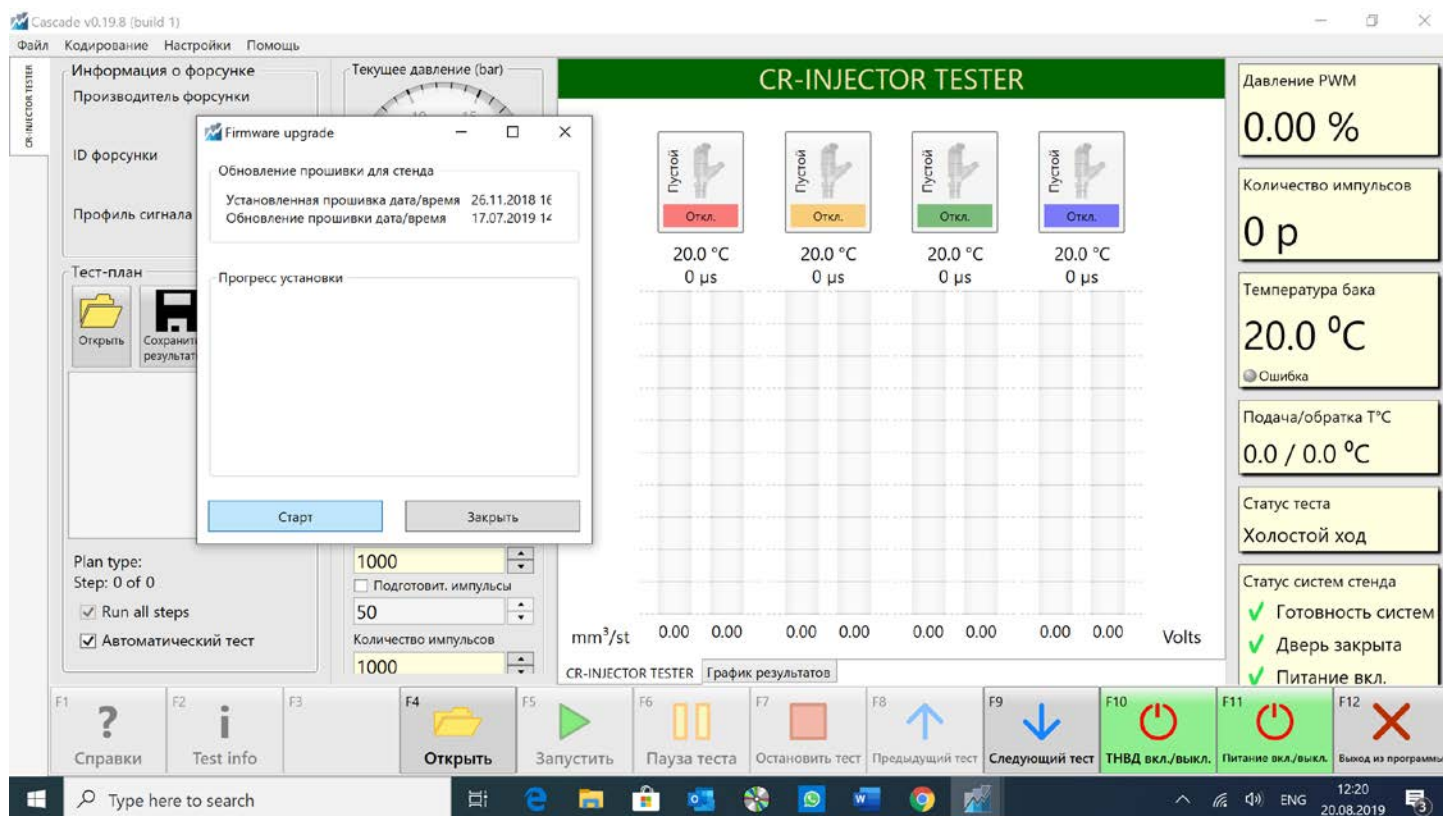 Cascade v0.19.8 (build 1)
Файл Кодирование Настройки Помощь
CR-INJECTOR TESTER
Информация о форсунке
Производитель форсунки
ID форсунки
Профиль сигнала
Текущее давление (bar)
Firmware upgrade
Обновление прошивки для стенда
Установленная прошивка дата/время 26.11.2018 16
Обновление прошивки дата/время 17.07.2019 14
Прогресс установки
Старт Закрыть
Тест-план
Открыть
Сохранить
результат
Plan type:
Step: 0 of 0
Run all steps
Автоматический тест
1000
Подготовит. импульсы
50
Количество импульсов
1000
CR-INJECTOR TESTER
Пустой Пустой Пустой Пустой
Откл. Откл. Откл. Откл.
20.0 °C 20.0 °C 20.0 °C 20.0 °C
0 µs 0 µs 0 µs 0 µs
mm³/st 0.00 0.00 0.00 0.00 0.00 0.00 0.00 0.00 Volts
CR-INJECTOR TESTER График результатов
Давление PWM
0.00 %
Количество импульсов
0 p
Температура бака
20.0 ⁰C
Ошибка
Подача/обратка T°C
0.0 / 0.0 ⁰C
Статус теста
Холостой ход
Статус систем стенда
Готовность систем
Дверь закрыта
Питание вкл.
F1 F2 F3 F4 F5 F6 F7 F8 F9 F10 F11 F12
Справки Test info Открыть Запустить Пауза теста Остановить тест Предыдущий тест Следующий тест ТНВД вкл./выкл. Питание вкл./выкл. Выход из программы
Type here to search
ENG
12:20
20.08.2019
3